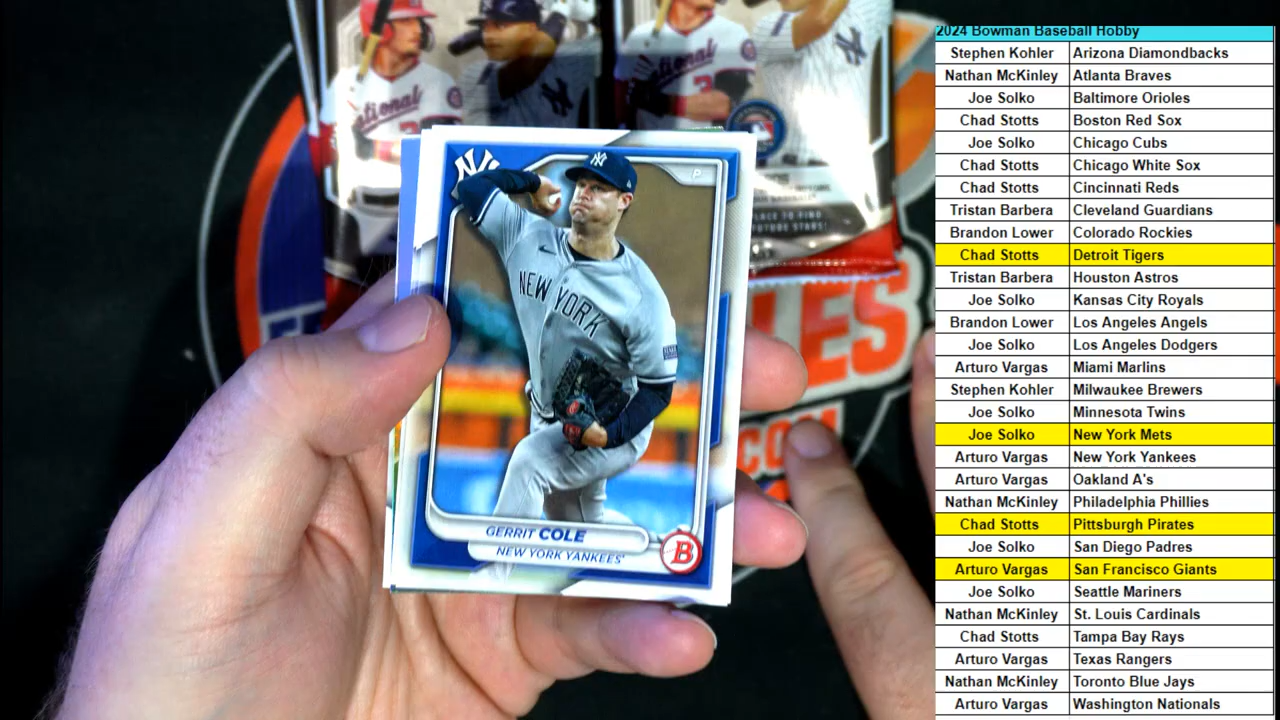 NY
P
NEW YORK
GERRIT COLE
NEW YORK YANKEES
B
PLACE TO FIND
FUTURE STARS!
LES
COM
2024 Bowman Baseball Hobby
Stephen Kohler Arizona Diamondbacks
Nathan McKinley Atlanta Braves
Joe Solko Baltimore Orioles
Chad Stotts Boston Red Sox
Joe Solko Chicago Cubs
Chad Stotts Chicago White Sox
Chad Stotts Cincinnati Reds
Tristan Barbera Cleveland Guardians
Brandon Lower Colorado Rockies
Chad Stotts Detroit Tigers
Tristan Barbera Houston Astros
Joe Solko Kansas City Royals
Brandon Lower Los Angeles Angels
Joe Solko Los Angeles Dodgers
Arturo Vargas Miami Marlins
Stephen Kohler Milwaukee Brewers
Joe Solko Minnesota Twins
Joe Solko New York Mets
Arturo Vargas New York Yankees
Arturo Vargas Oakland A's
Nathan McKinley Philadelphia Phillies
Chad Stotts Pittsburgh Pirates
Joe Solko San Diego Padres
Arturo Vargas San Francisco Giants
Joe Solko Seattle Mariners
Nathan McKinley St. Louis Cardinals
Chad Stotts Tampa Bay Rays
Arturo Vargas Texas Rangers
Nathan McKinley Toronto Blue Jays
Arturo Vargas Washington Nationals